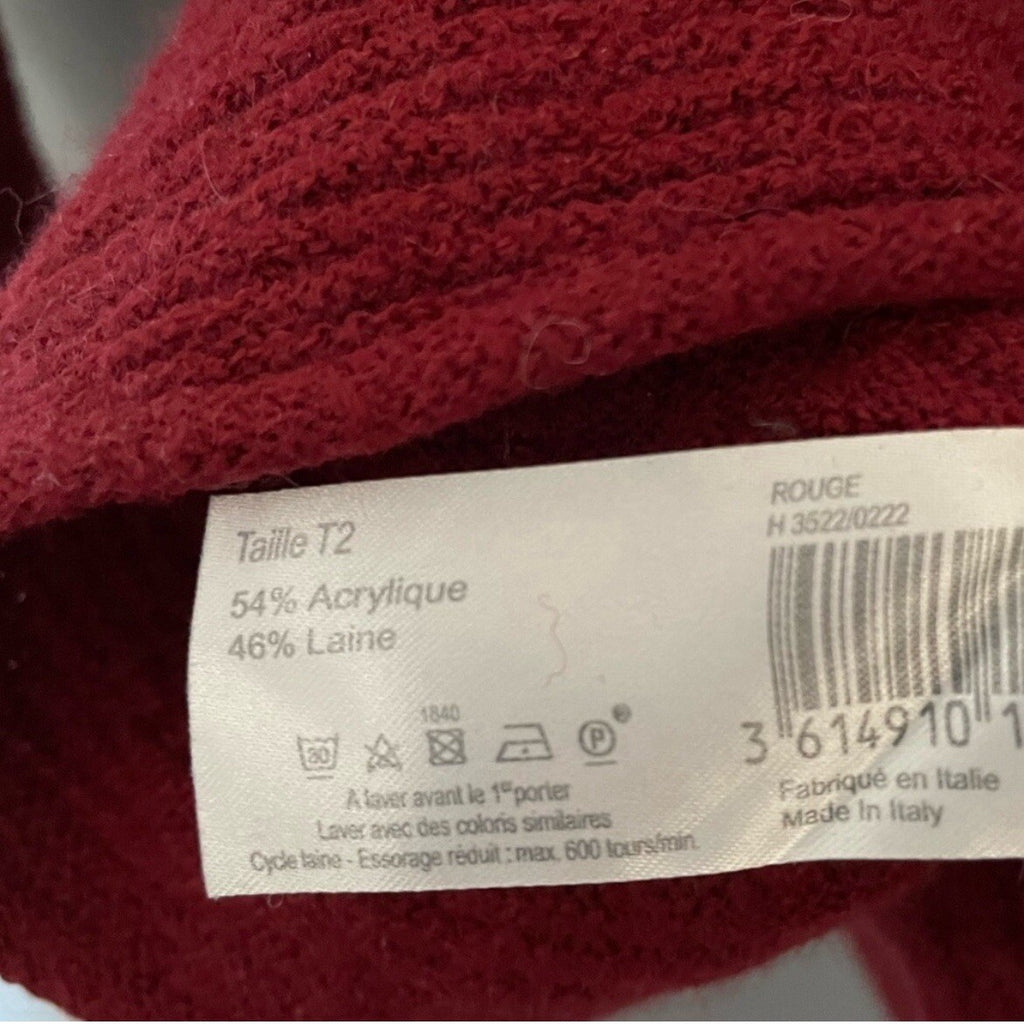 Taille T2
54% Acrylique
46% Laine
1840
30
P
A laver avant le 1er porter
Laver avec des coloris similaires
Cycle laine - Essorage réduit : max. 600 tours/min.
ROUGE
H 3522/0222
3 614910 1
Fabriqué en Italie
Made In Italy